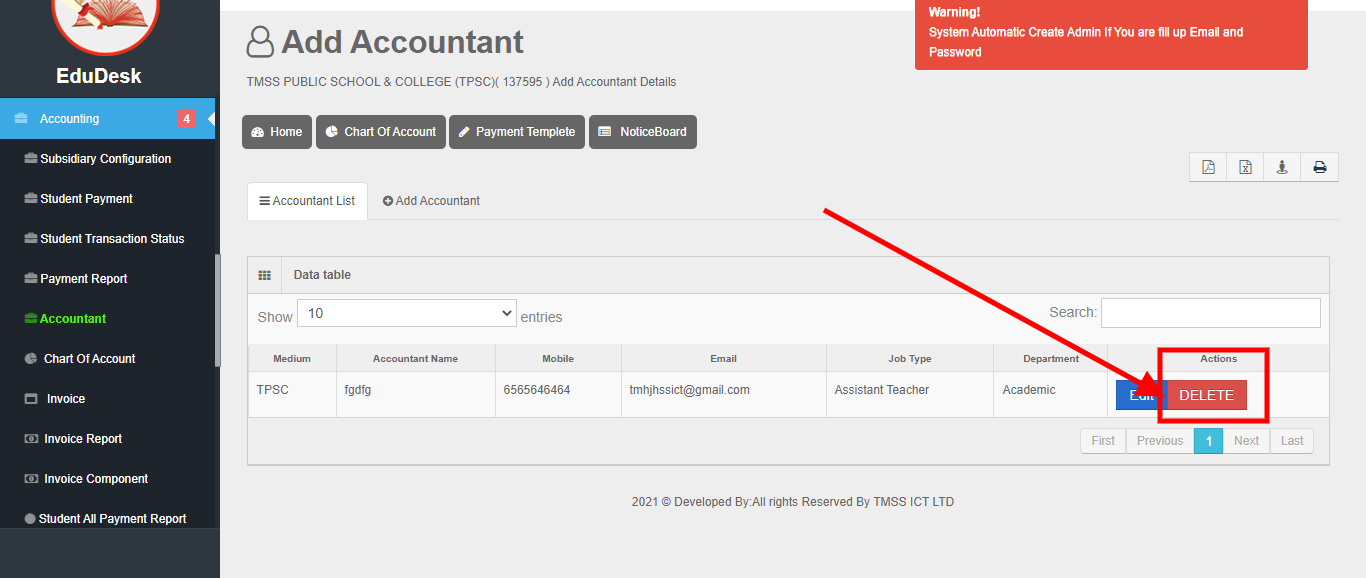 EduDesk
Accounting
4
Subsidiary Configuration
Student Payment
Student Transaction Status
Payment Report
Accountant
Chart Of Account
Invoice
Invoice Report
Invoice Component
Student All Payment Report
Warning!
System Automatic Create Admin If You are fill up Email and
Password
Add Accountant
TMSS PUBLIC SCHOOL & COLLEGE (TPSC)( 137595 ) Add Accountant Details
Home
Chart Of Account
Payment Templete
NoticeBoard
Accountant List
Add Accountant
Data table
Show 10 entries
Search:
Medium Accountant Name Mobile Email Job Type Department Actions
TPSC fgdfg 6565646464 tmhjhssict@gmail.com Assistant Teacher Academic Edit DELETE
First Previous 1 Next Last
2021 © Developed By:All rights Reserved By TMSS ICT LTD